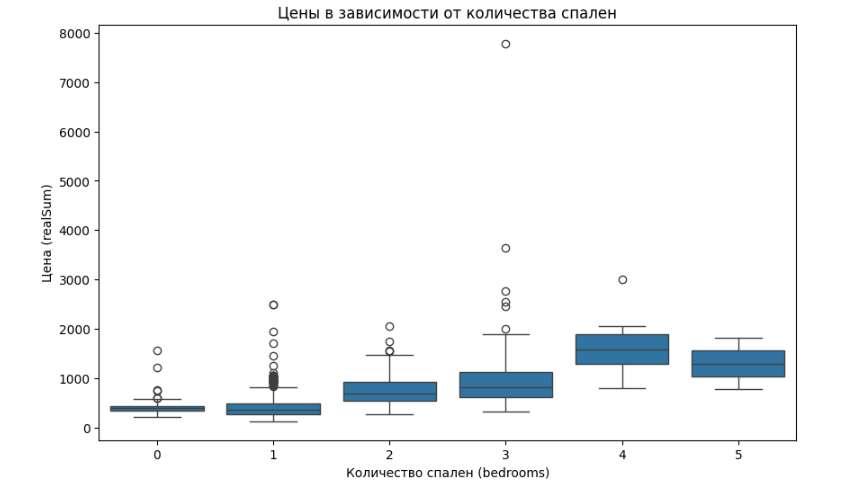 Цены в зависимости от количества спален
8000
7000
6000
5000
4000
3000
2000
1000
0
Цена (realSum)
0 1 2 3 4 5
Количество спален (bedrooms)